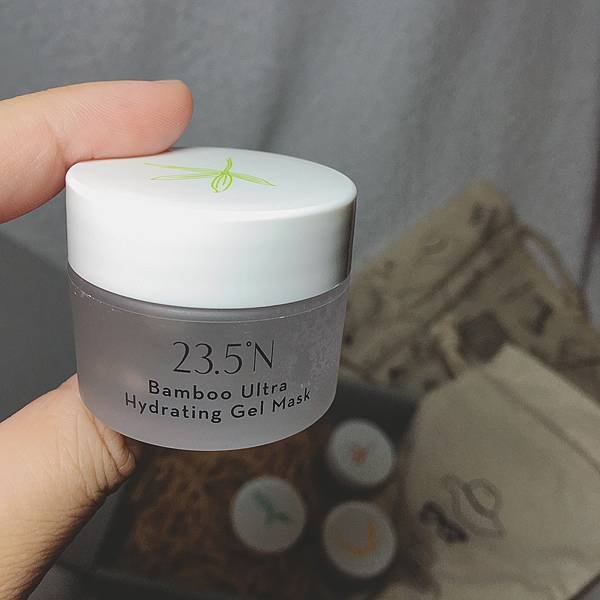 23.5°N
Bamboo Ultra
Hydrating Gel Mask